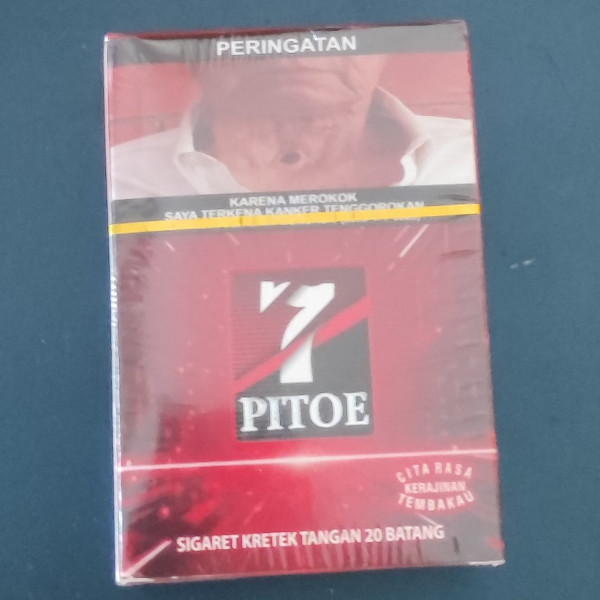 PERINGATAN
KARENA MEROKOK
SAYA TERKENA KANKER TENGGOROKAN
7
PITOE
CITA RASA
KERAJINAN
TEMBAKAU
SIGARET KRETEK TANGAN 20 BATANG